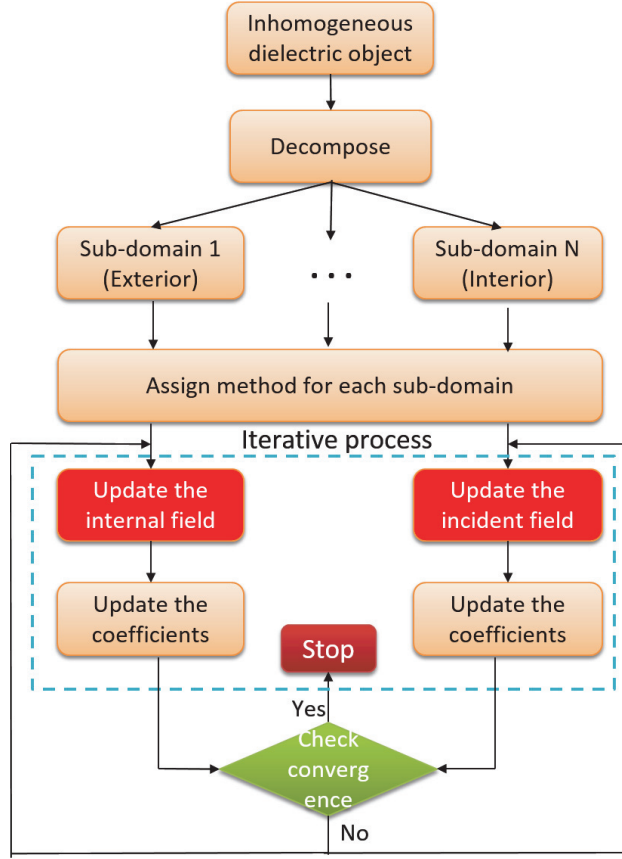 Inhomogeneous
dielectric object
Decompose
Sub-domain 1
(Exterior)
...
Sub-domain N
(Interior)
Assign method for each sub-domain
Iterative process
Update the
internal field
Update the
incident field
Update the
coefficients
Update the
coefficients
Stop
Yes
Check
converg
ence
No